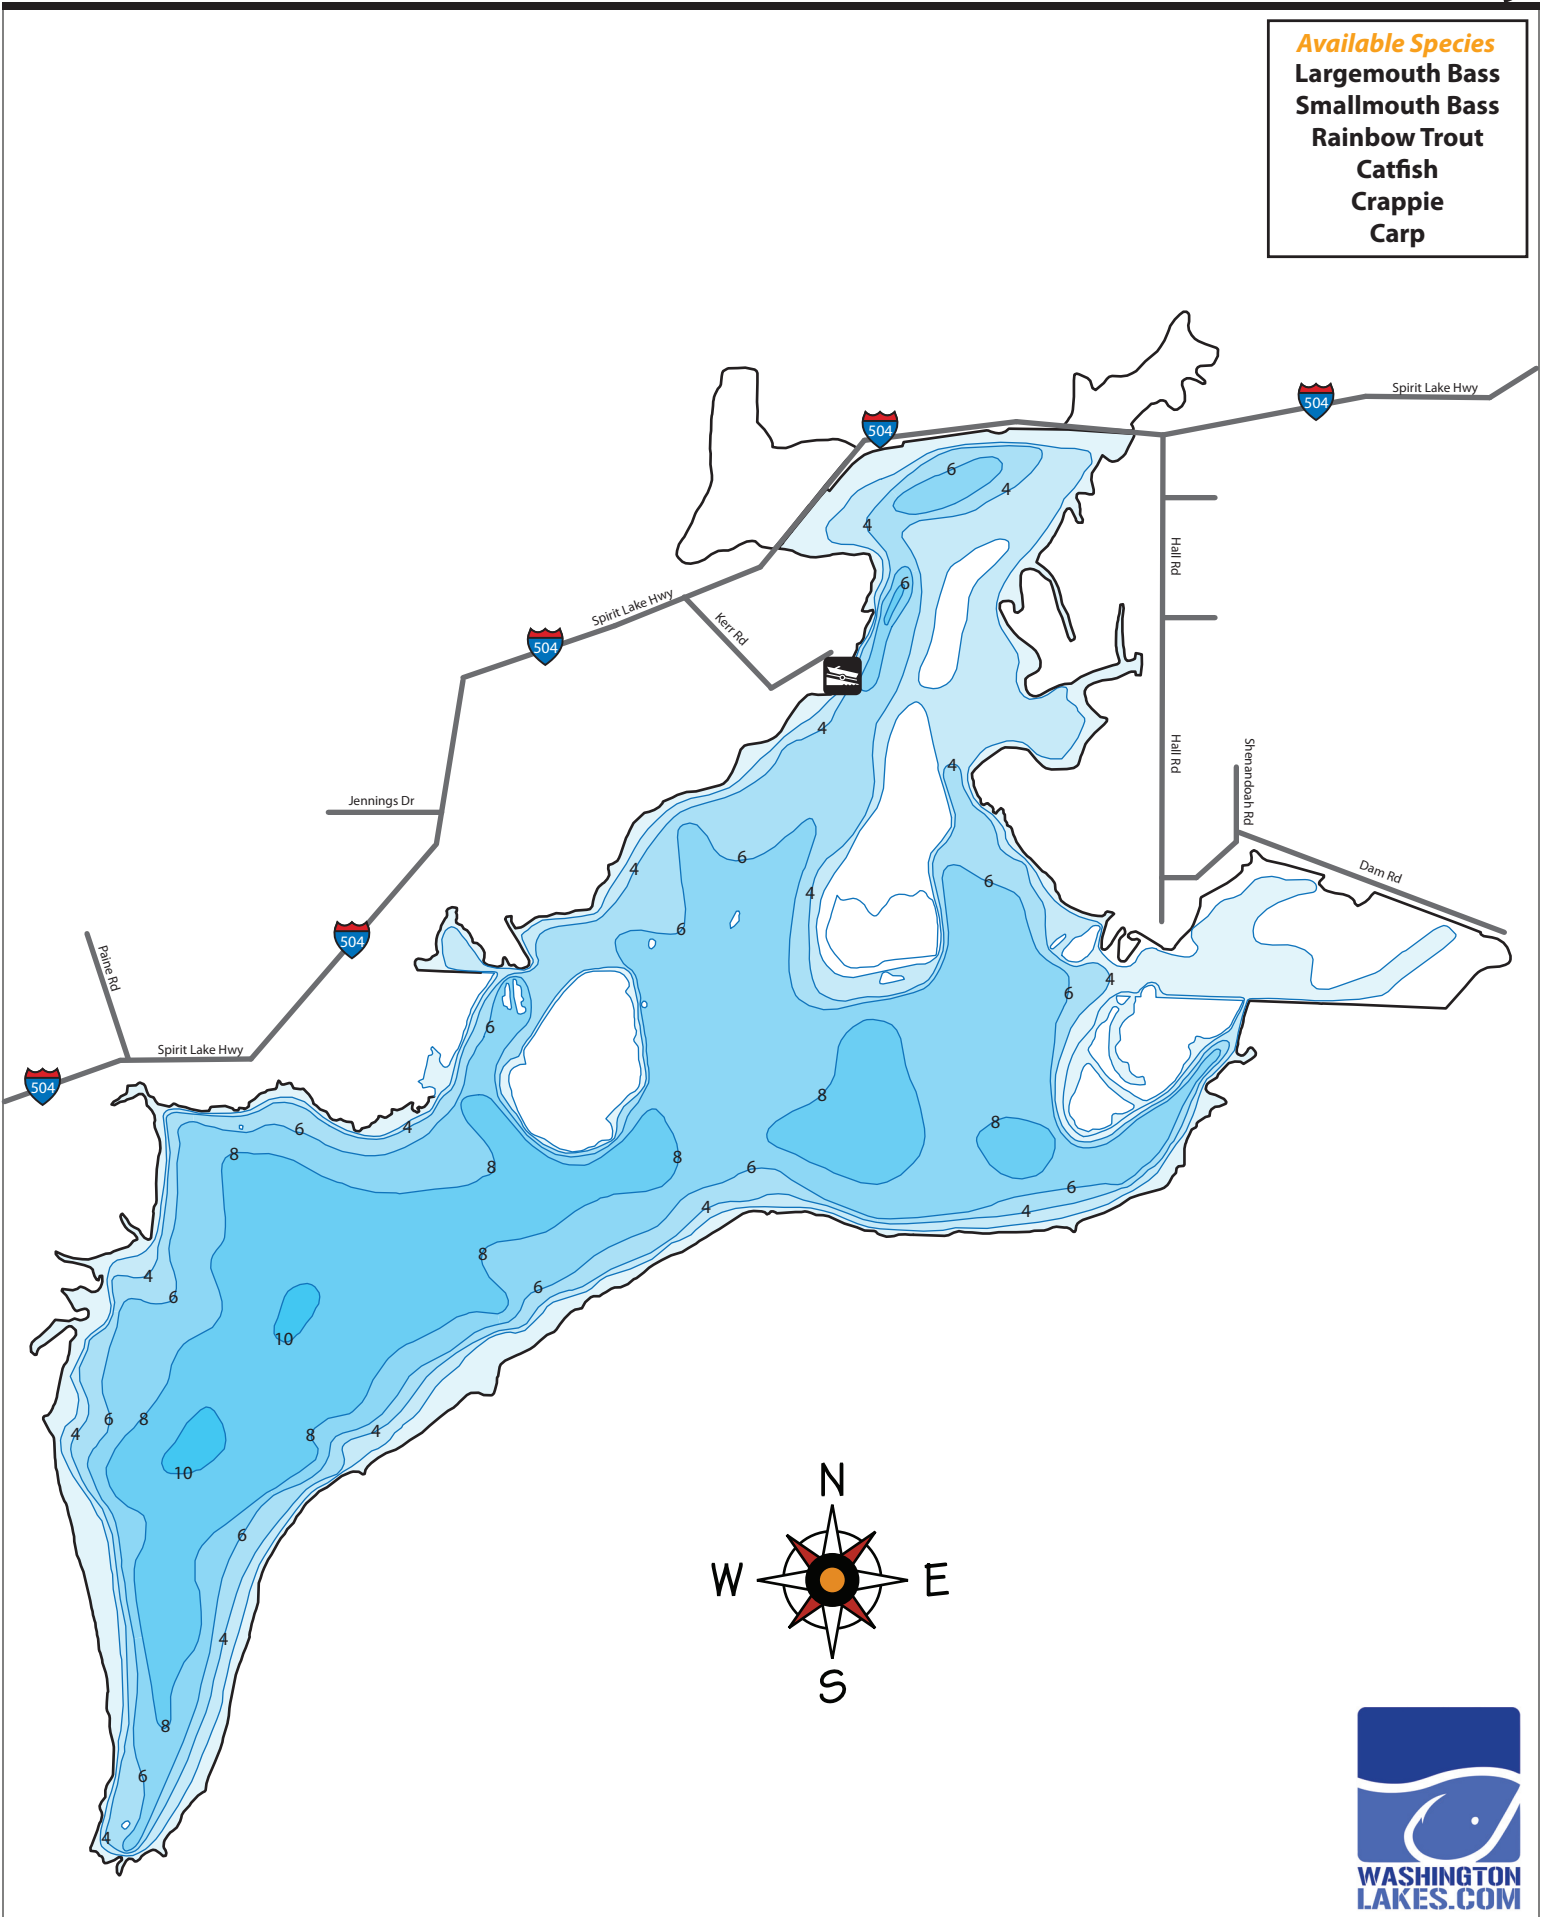 Available Species
Largemouth Bass
Smallmouth Bass
Rainbow Trout
Catfish
Crappie
Carp
Spirit Lake Hwy
504
504
6
4
4
Hall Rd
6
Spirit Lake Hwy
Kerr Rd
504
4
Hall Rd
4
Shenandoah Rd
Jennings Dr
6
4
Dam Rd
6
4
6
504
Paine Rd
4
6
6
Spirit Lake Hwy
504
8
8
6
4
8
8
8
6
6
4
4
8
4
6
6
10
6
8
4
8
4
10
6
4
8
6
4
N
W
E
S
WASHINGTON
LAKES.COM